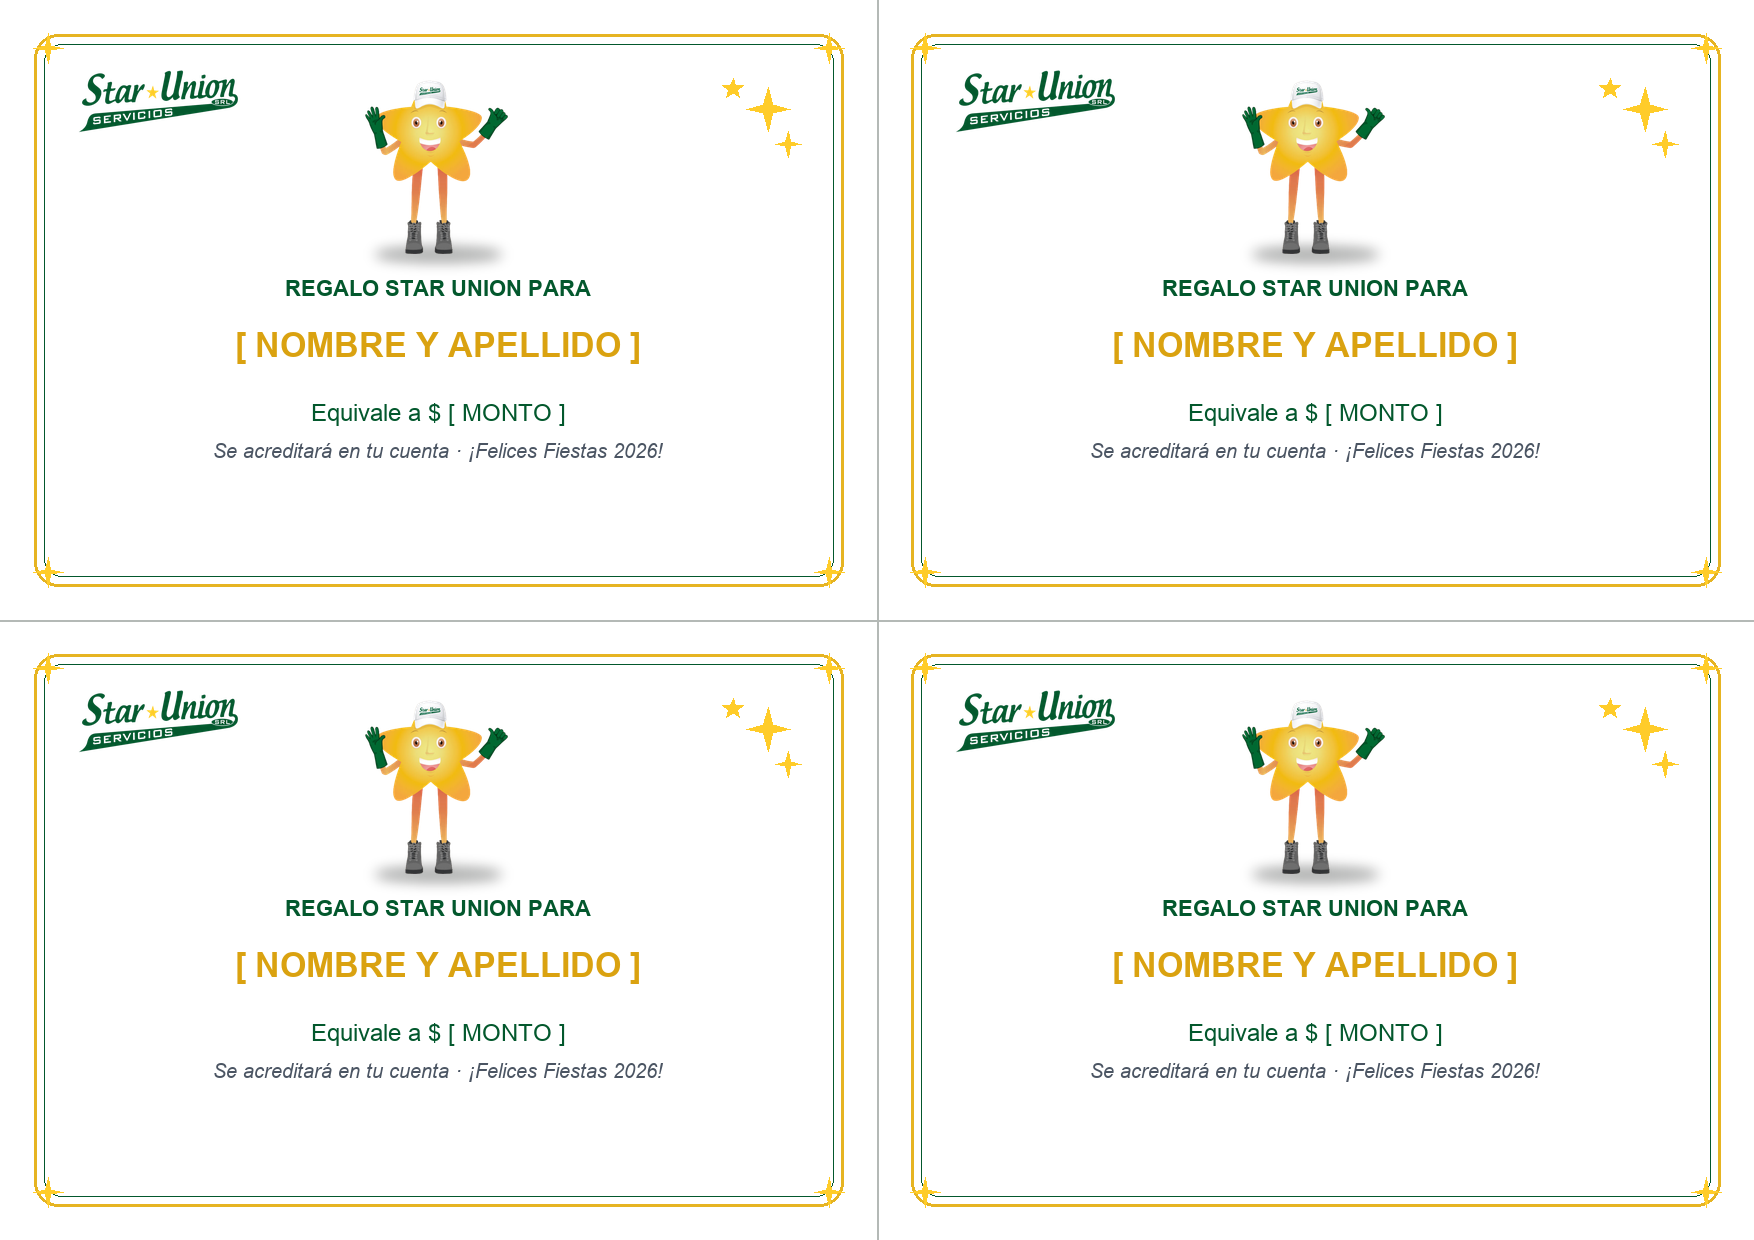 Star Union SRL
SERVICIOS
REGALO STAR UNION PARA
[ NOMBRE Y APELLIDO ]
Equivale a $ [ MONTO ]
Se acreditará en tu cuenta · ¡Felices Fiestas 2026!
Star Union SRL
SERVICIOS
REGALO STAR UNION PARA
[ NOMBRE Y APELLIDO ]
Equivale a $ [ MONTO ]
Se acreditará en tu cuenta · ¡Felices Fiestas 2026!
Star Union SRL
SERVICIOS
REGALO STAR UNION PARA
[ NOMBRE Y APELLIDO ]
Equivale a $ [ MONTO ]
Se acreditará en tu cuenta · ¡Felices Fiestas 2026!
Star Union SRL
SERVICIOS
REGALO STAR UNION PARA
[ NOMBRE Y APELLIDO ]
Equivale a $ [ MONTO ]
Se acreditará en tu cuenta · ¡Felices Fiestas 2026!